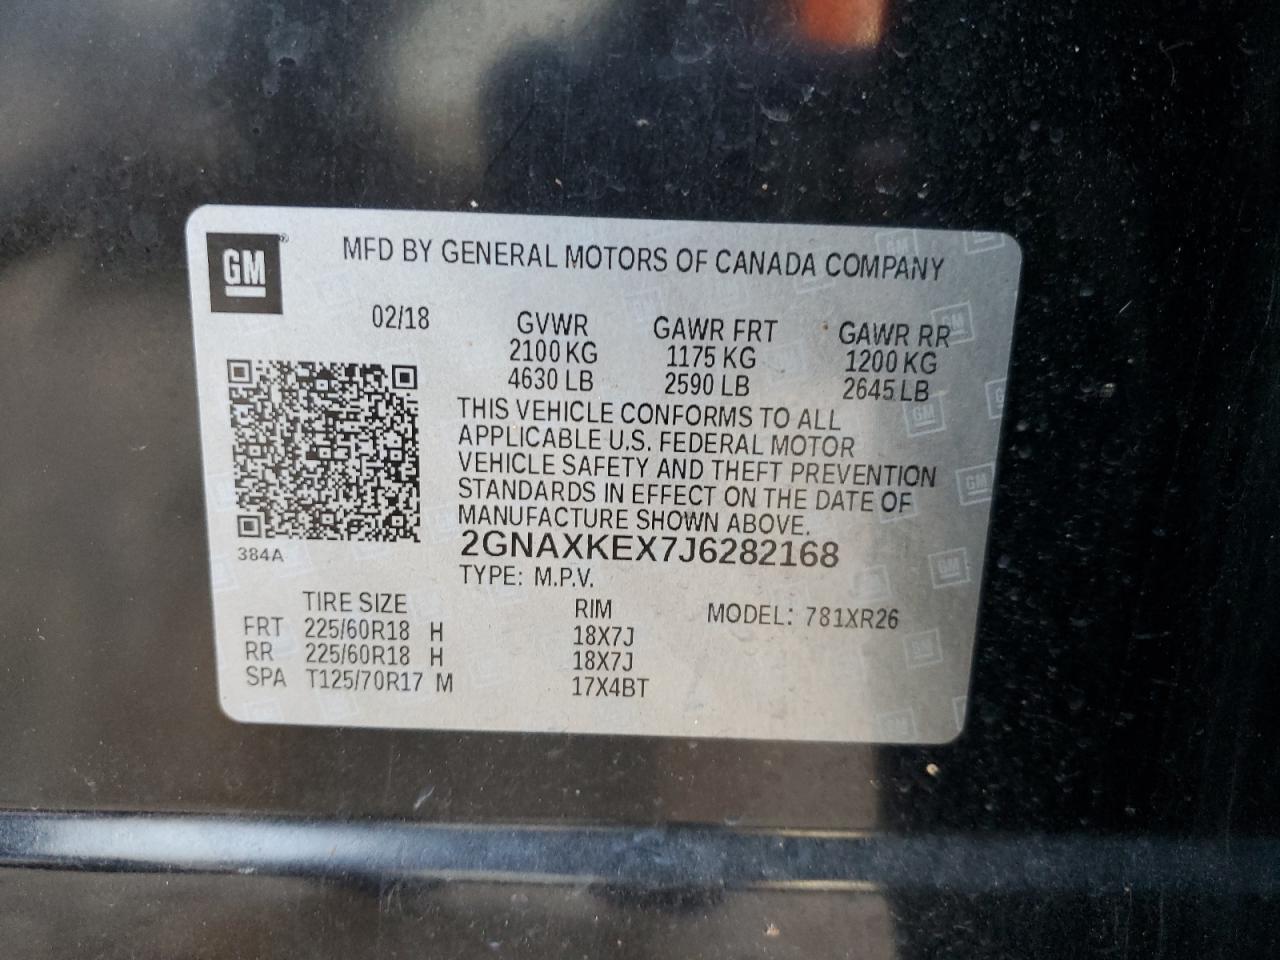 GM ®
MFD BY GENERAL MOTORS OF CANADA COMPANY
02/18 GVWR GAWR FRT GAWR RR
2100 KG 1175 KG 1200 KG
4630 LB 2590 LB 2645 LB
THIS VEHICLE CONFORMS TO ALL
APPLICABLE U.S. FEDERAL MOTOR
VEHICLE SAFETY AND THEFT PREVENTION
STANDARDS IN EFFECT ON THE DATE OF
MANUFACTURE SHOWN ABOVE.
384A
2GNAXKEX7J6282168
TYPE: M.P.V.
TIRE SIZE RIM MODEL: 781XR26
FRT 225/60R18 H 18X7J
RR 225/60R18 H 18X7J
SPA T125/70R17 M 17X4BT